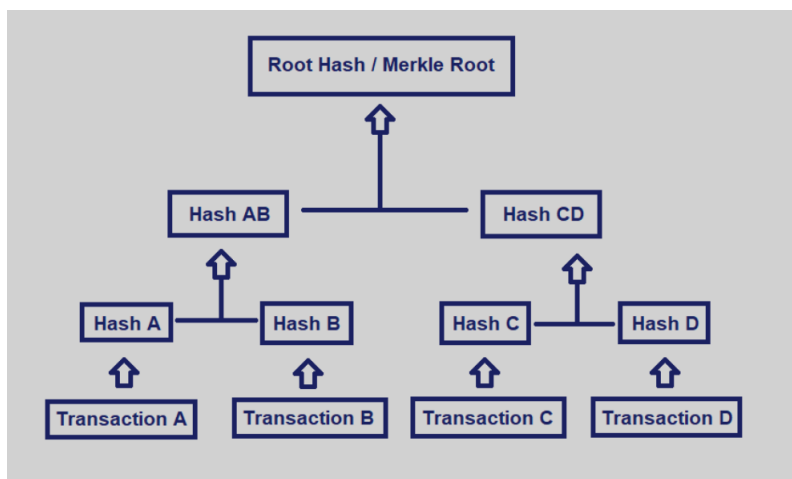 Root Hash / Merkle Root
Hash AB
Hash CD
Hash A
Hash B
Hash C
Hash D
Transaction A
Transaction B
Transaction C
Transaction D